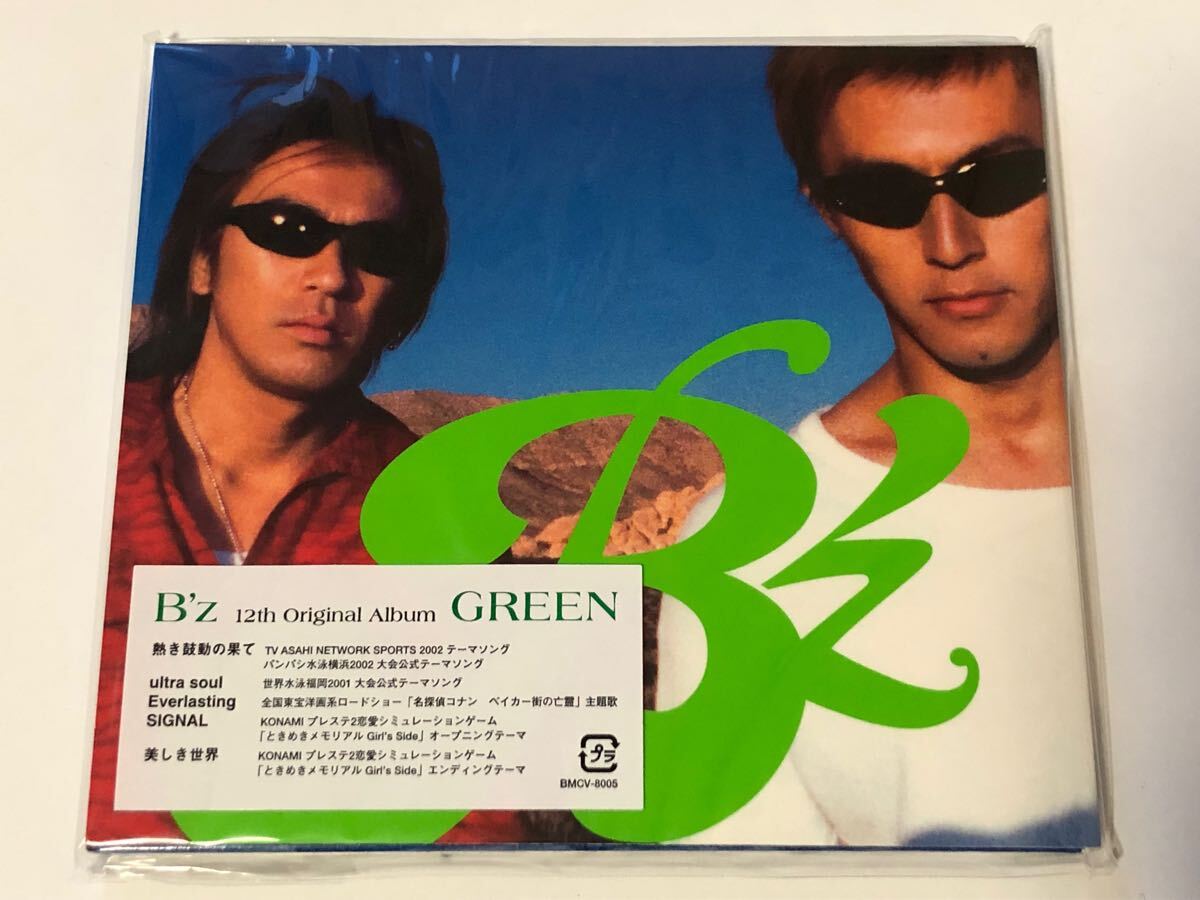 B'z
B'z 12th Original Album GREEN
熱き鼓動の果て TV ASAHI NETWORK SPORTS 2002 テーマソング
パンパシ水泳横浜2002 大会公式テーマソング
ultra soul 世界水泳福岡2001 大会公式テーマソング
Everlasting 全国東宝洋画系ロードショー「名探偵コナン ベイカー街の亡霊」主題歌
SIGNAL KONAMI プレステ2恋愛シミュレーションゲーム
「ときめきメモリアル Girl's Side」オープニングテーマ
美しき世界 KONAMI プレステ2恋愛シミュレーションゲーム
「ときめきメモリアル Girl's Side」エンディングテーマ
プラ
BMCV-8005